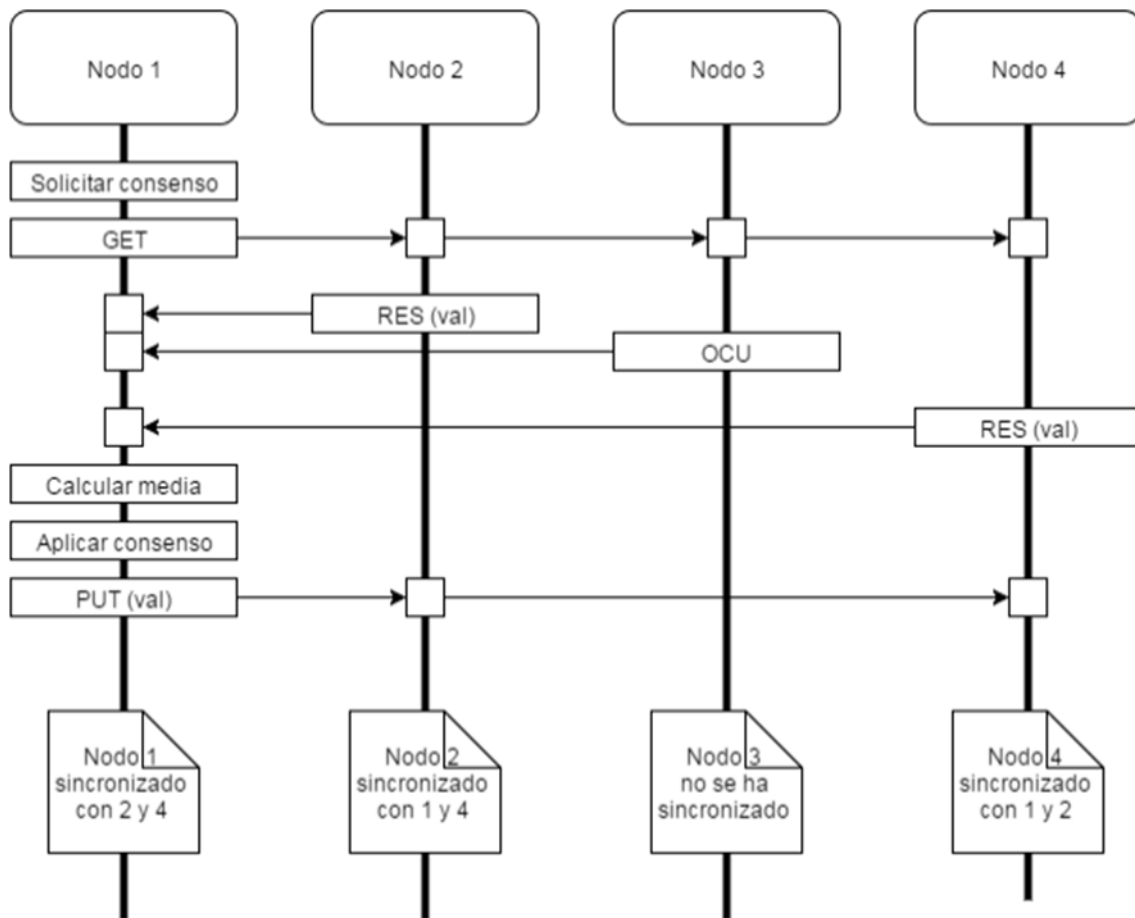 Nodo 1
Nodo 2
Nodo 3
Nodo 4
Solicitar consenso
GET
RES (val)
OCU
RES (val)
Calcular media
Aplicar consenso
PUT (val)
Nodo 1
sincronizado
con 2 y 4
Nodo 2
sincronizado
con 1 y 4
Nodo 3
no se ha
sincronizado
Nodo 4
sincronizado
con 1 y 2